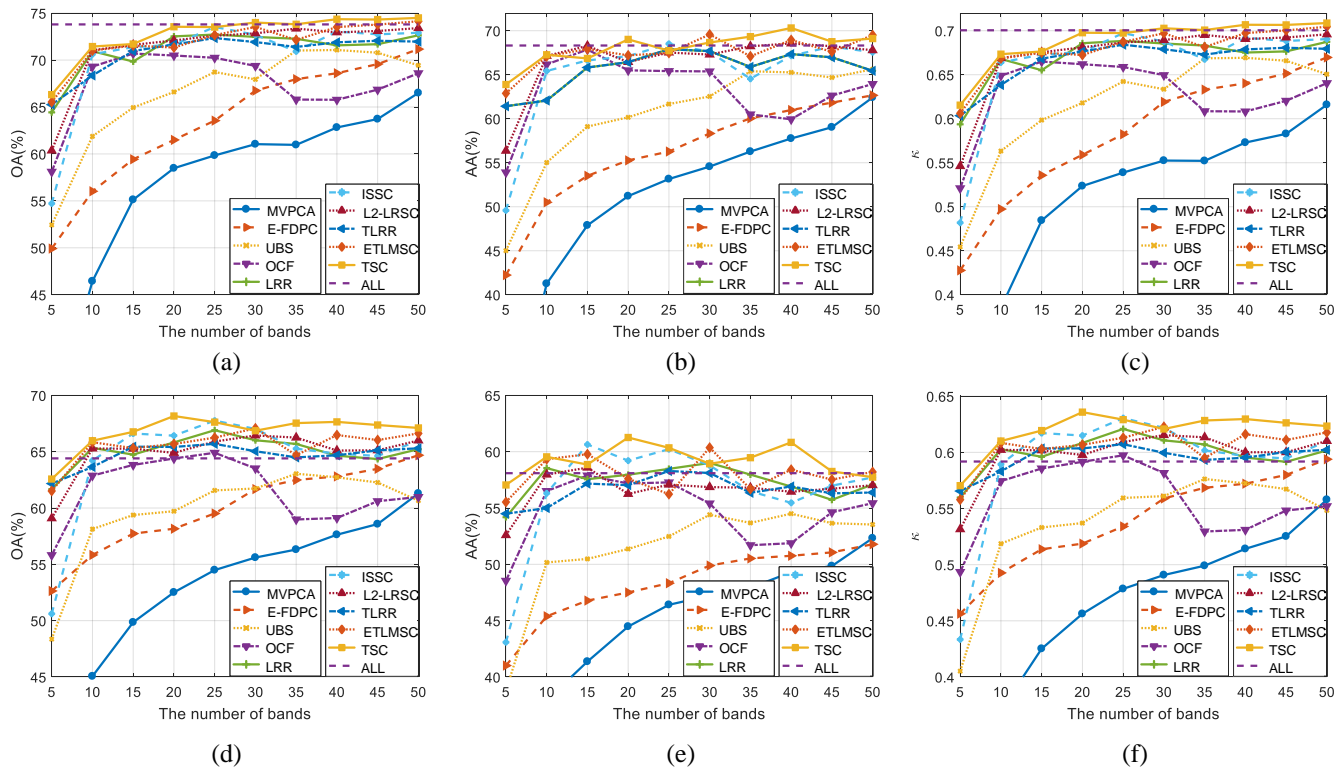 75
70
65
60
55
50
45
OA(%)
5 10 15 20 25 30 35 40 45 50
The number of bands
MVPCA
E-FDPC
UBS
OCF
LRR
ISSC
L2-LRSC
TLRR
ETLMSC
TSC
ALL
(a)
75
70
65
60
55
50
45
40
AA(%)
5 10 15 20 25 30 35 40 45 50
The number of bands
MVPCA
E-FDPC
UBS
OCF
LRR
ISSC
L2-LRSC
TLRR
ETLMSC
TSC
ALL
(b)
0.7
0.65
0.6
0.55
0.5
0.45
0.4
κ
5 10 15 20 25 30 35 40 45 50
The number of bands
MVPCA
E-FDPC
UBS
OCF
LRR
ISSC
L2-LRSC
TLRR
ETLMSC
TSC
ALL
(c)
70
65
60
55
50
45
OA(%)
5 10 15 20 25 30 35 40 45 50
The number of bands
MVPCA
E-FDPC
UBS
OCF
LRR
ISSC
L2-LRSC
TLRR
ETLMSC
TSC
ALL
(d)
65
60
55
50
45
40
AA(%)
5 10 15 20 25 30 35 40 45 50
The number of bands
MVPCA
E-FDPC
UBS
OCF
LRR
ISSC
L2-LRSC
TLRR
ETLMSC
TSC
ALL
(e)
0.65
0.6
0.55
0.5
0.45
0.4
κ
5 10 15 20 25 30 35 40 45 50
The number of bands
MVPCA
E-FDPC
UBS
OCF
LRR
ISSC
L2-LRSC
TLRR
ETLMSC
TSC
ALL
(f)